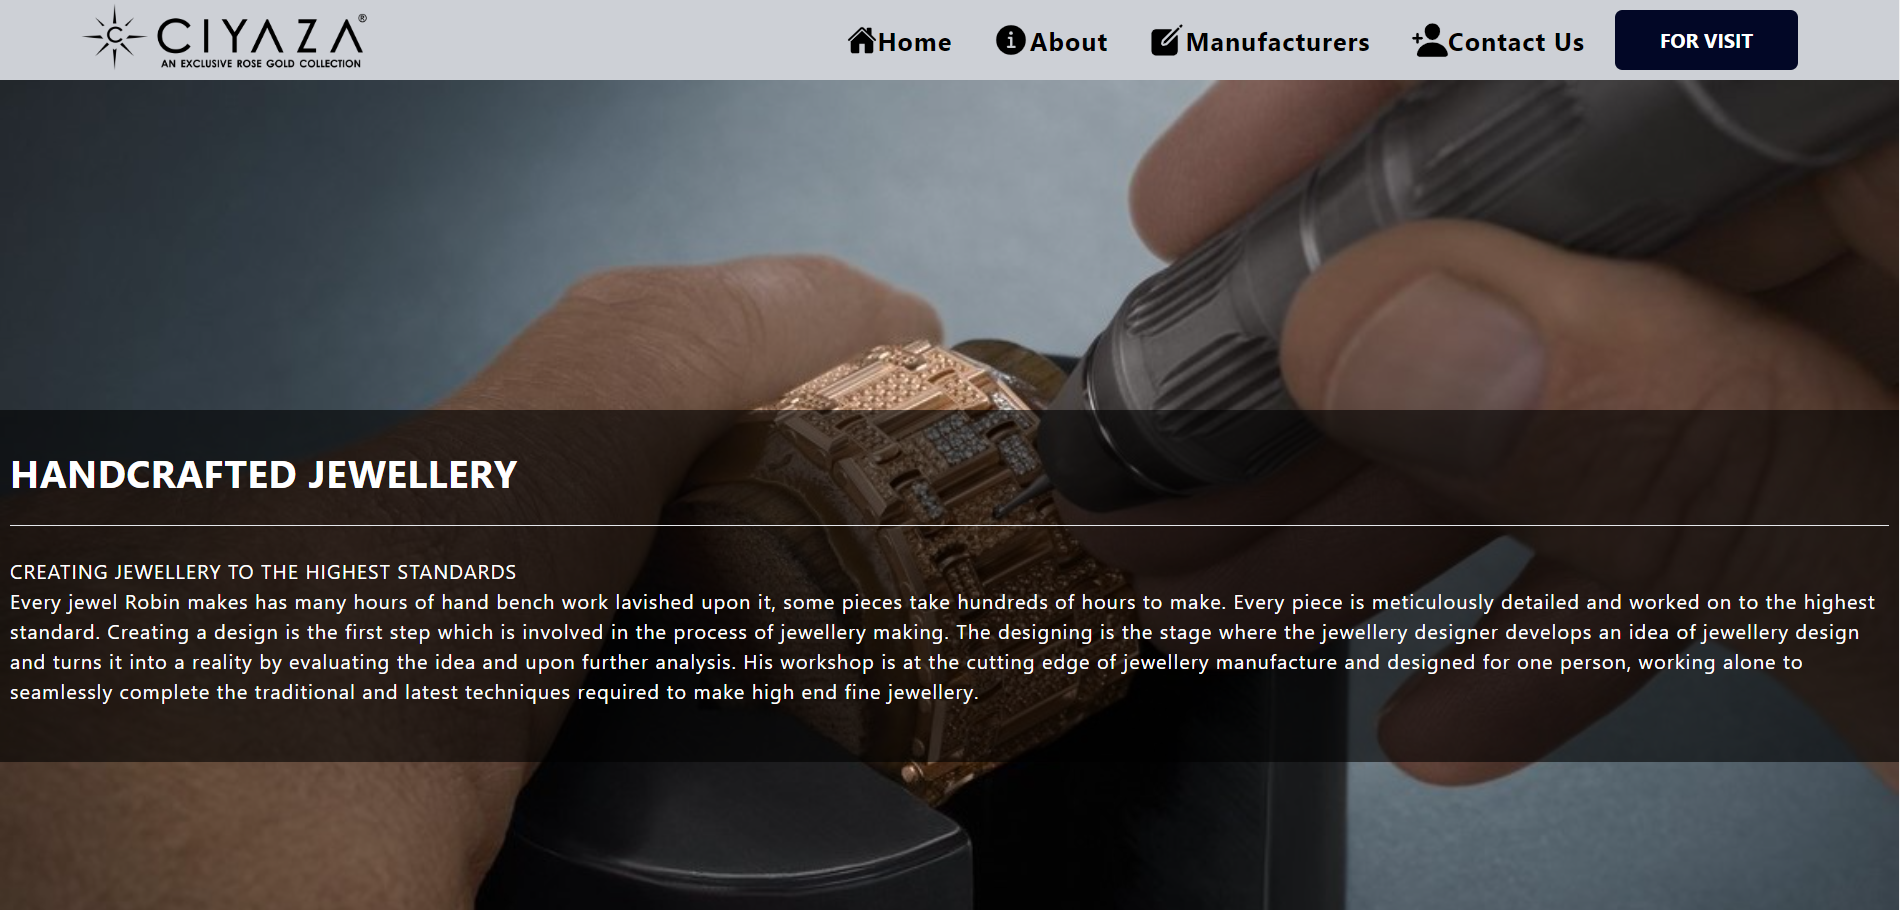 C CIYAZA®
AN EXCLUSIVE ROSE GOLD COLLECTION
Home About Manufacturers Contact Us FOR VISIT
HANDCRAFTED JEWELLERY
CREATING JEWELLERY TO THE HIGHEST STANDARDS
Every jewel Robin makes has many hours of hand bench work lavished upon it, some pieces take hundreds of hours to make. Every piece is meticulously detailed and worked on to the highest
standard. Creating a design is the first step which is involved in the process of jewellery making. The designing is the stage where the jewellery designer develops an idea of jewellery design
and turns it into a reality by evaluating the idea and upon further analysis. His workshop is at the cutting edge of jewellery manufacture and designed for one person, working alone to
seamlessly complete the traditional and latest techniques required to make high end fine jewellery.